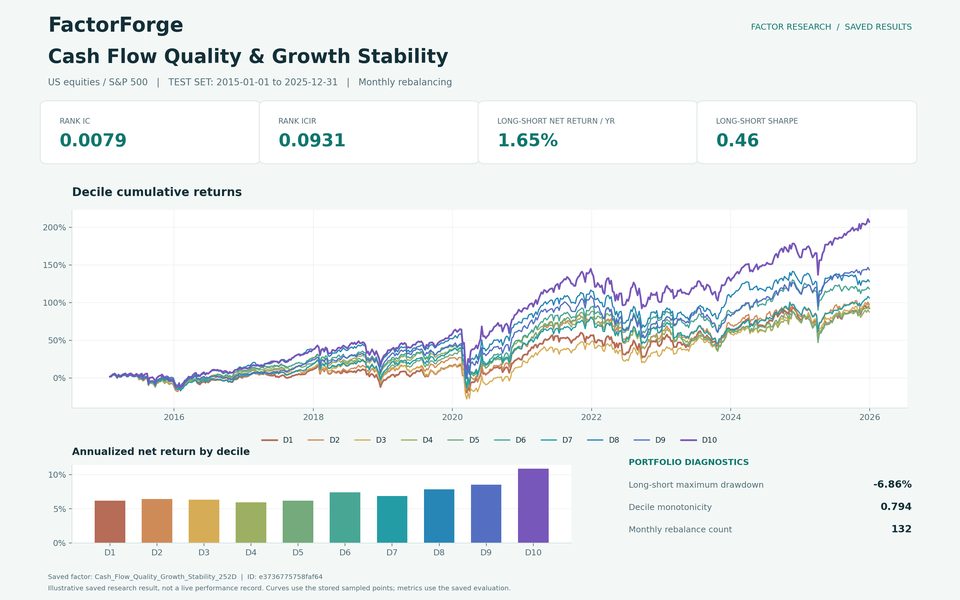 FactorForge
FACTOR RESEARCH / SAVED RESULTS
Cash Flow Quality & Growth Stability
US equities / S&P 500 | TEST SET: 2015-01-01 to 2025-12-31 | Monthly rebalancing
RANK IC
0.0079
RANK ICIR
0.0931
LONG-SHORT NET RETURN / YR
1.65%
LONG-SHORT SHARPE
0.46
Decile cumulative returns
200%
150%
100%
50%
0%
2016 2018 2020 2022 2024 2026
D1 D2 D3 D4 D5 D6 D7 D8 D9 D10
Annualized net return by decile
10%
5%
0%
D1 D2 D3 D4 D5 D6 D7 D8 D9 D10
PORTFOLIO DIAGNOSTICS
Long-short maximum drawdown -6.86%
Decile monotonicity 0.794
Monthly rebalance count 132
Saved factor: Cash_Flow_Quality_Growth_Stability_252D | ID: e3736775758faf64
Illustrative saved research result, not a live performance record. Curves use the stored sampled points; metrics use the saved evaluation.